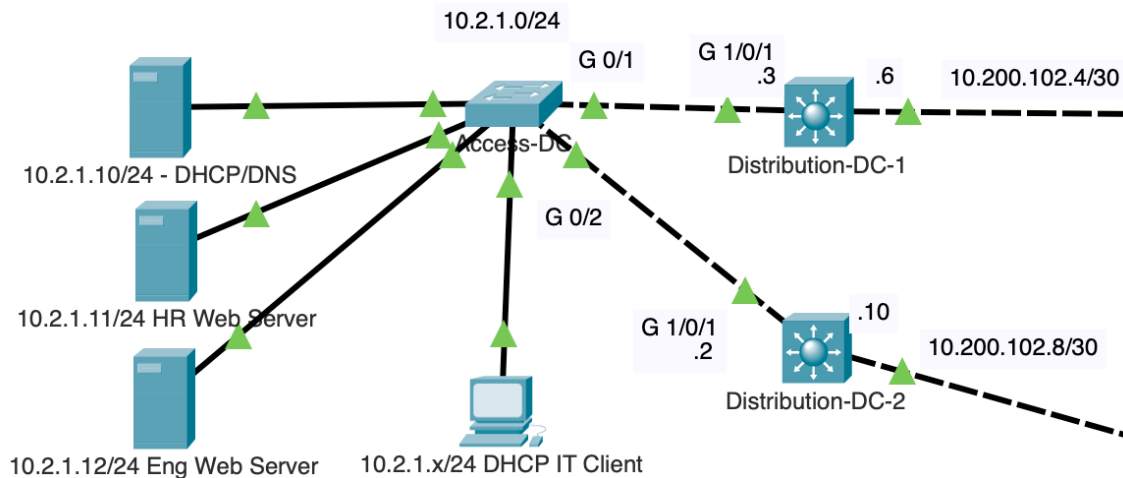 10.2.1.0/24
G 0/1
G 1/0/1
.3
.6
10.200.102.4/30
Access-DC
Distribution-DC-1
10.2.1.10/24 - DHCP/DNS
G 0/2
10.2.1.11/24 HR Web Server
G 1/0/1
.2
.10
10.200.102.8/30
Distribution-DC-2
10.2.1.12/24 Eng Web Server
10.2.1.x/24 DHCP IT Client